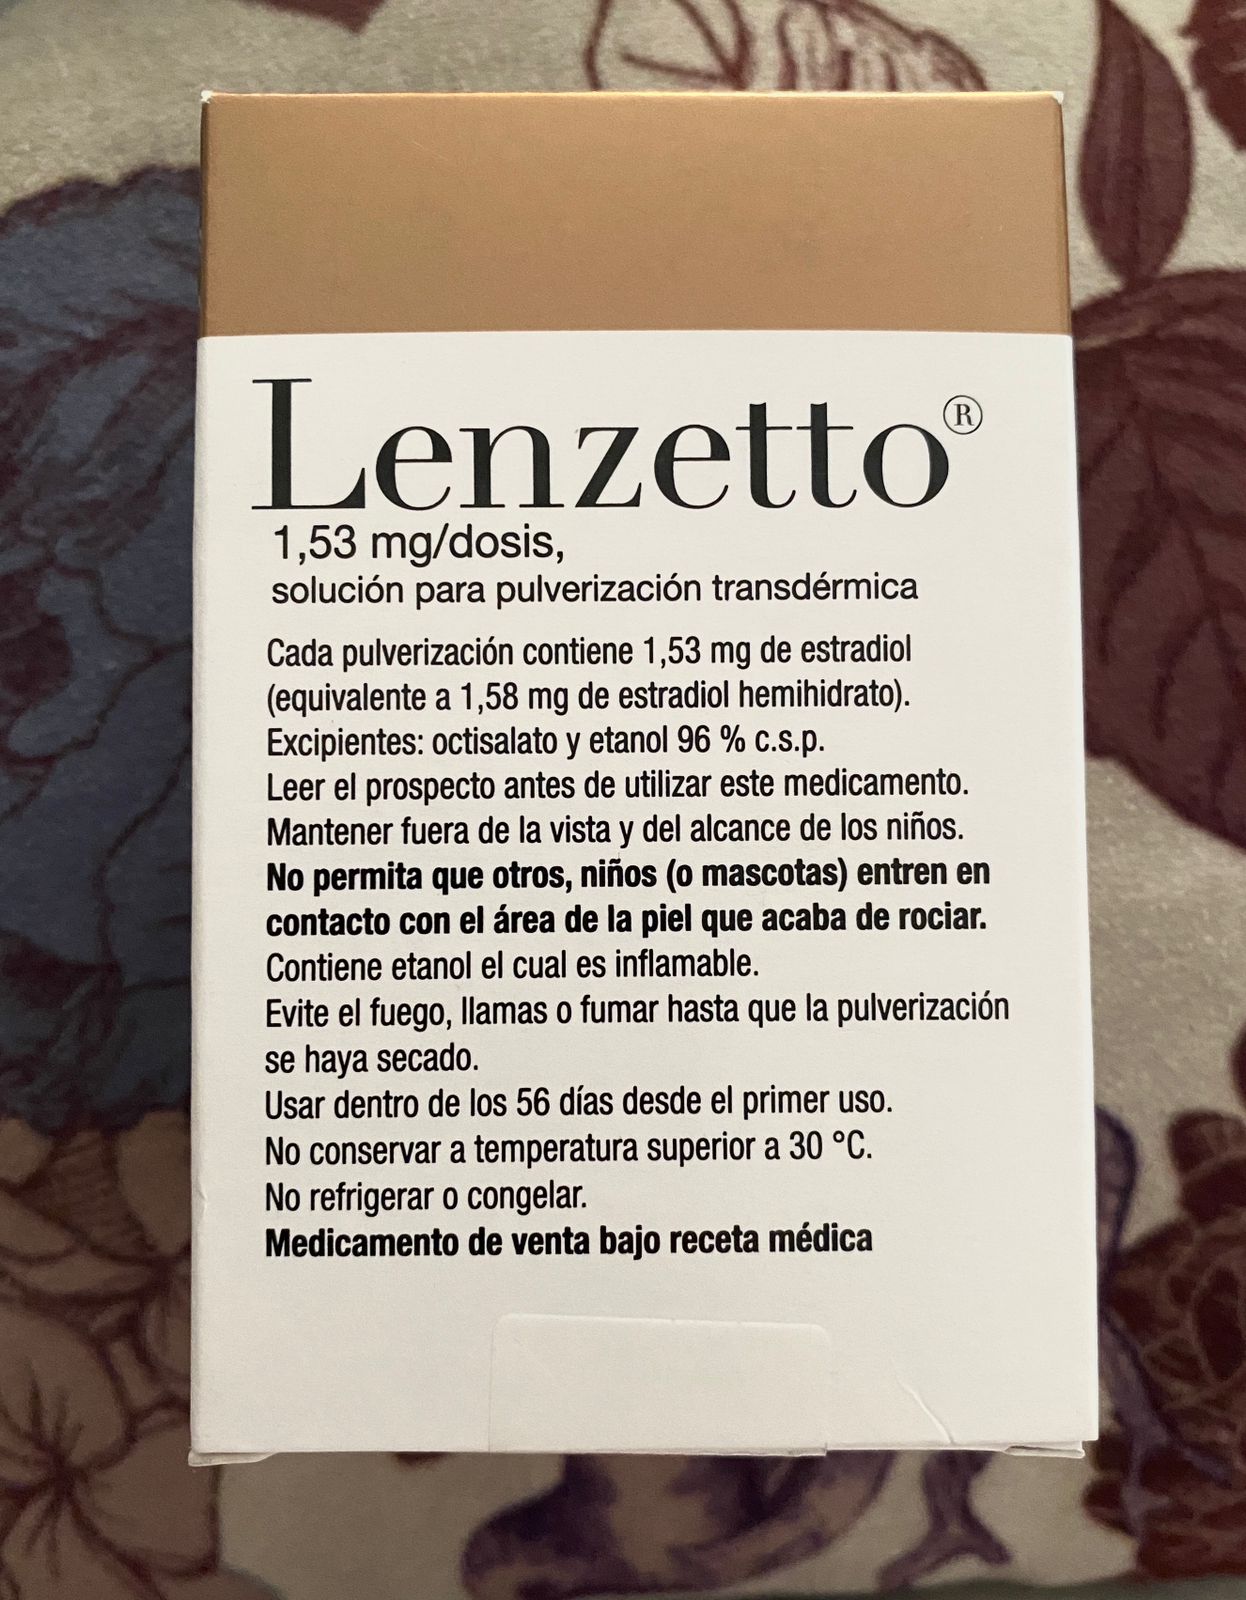 Lenzetto®
1,53 mg/dosis,
solución para pulverización transdérmica
Cada pulverización contiene 1,53 mg de estradiol
(equivalente a 1,58 mg de estradiol hemihidrato).
Excipientes: octisalato y etanol 96 % c.s.p.
Leer el prospecto antes de utilizar este medicamento.
Mantener fuera de la vista y del alcance de los niños.
No permita que otros, niños (o mascotas) entren en
contacto con el área de la piel que acaba de rociar.
Contiene etanol el cual es inflamable.
Evite el fuego, llamas o fumar hasta que la pulverización
se haya secado.
Usar dentro de los 56 días desde el primer uso.
No conservar a temperatura superior a 30 °C.
No refrigerar o congelar.
Medicamento de venta bajo receta médica